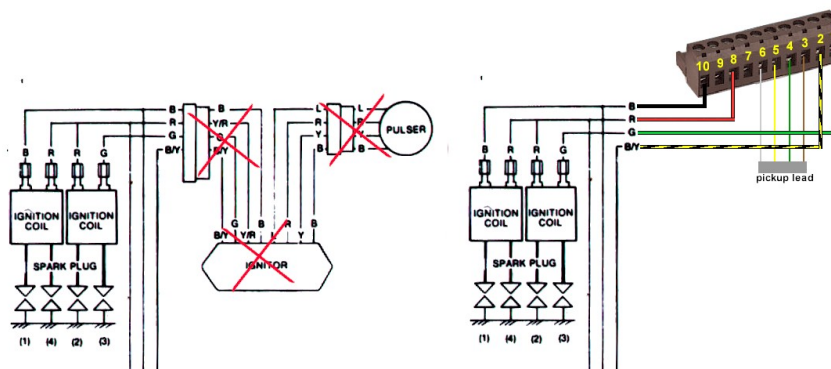 10 9 8 7 6 5 4 3 2
B B
R Y/R
G G
B/Y B/Y
L L
R R
Y Y
B B
PULSER
B R R G
IGNITION COIL
IGNITION COIL
SPARK PLUG
(1) (4) (2) (3)
B/Y G Y/R B L R Y B
IGNITOR
B
R
G
B/Y
B R R G
IGNITION COIL
IGNITION COIL
SPARK PLUG
(1) (4) (2) (3)
pickup lead